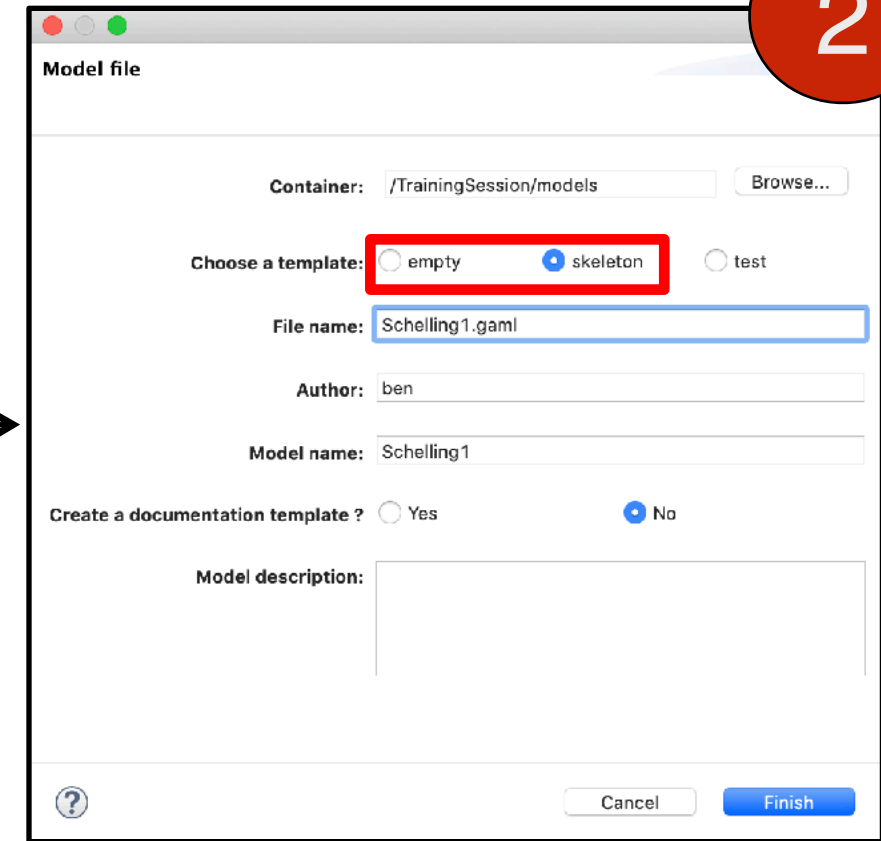 2
Model file
Container: /TrainingSession/models Browse...
Choose a template: empty skeleton test
File name: Schelling1.gaml
Author: ben
Model name: Schelling1
Create a documentation template ? Yes No
Model description:
? Cancel Finish